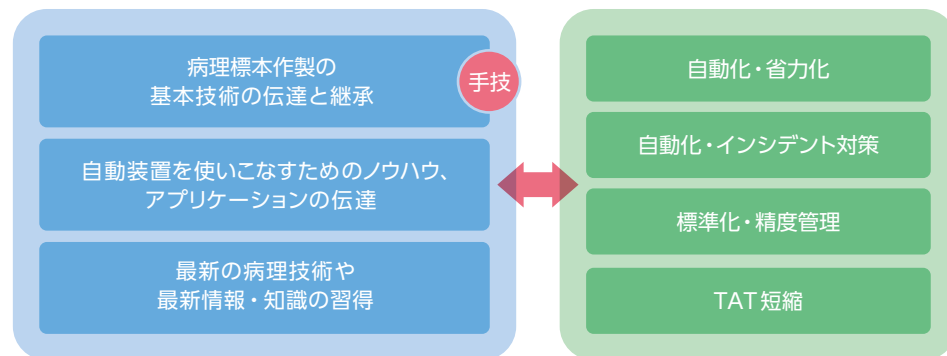 病理標本作製の
基本技術の伝達と継承
手技
自動装置を使いこなすためのノウハウ、
アプリケーションの伝達
最新の病理技術や
最新情報・知識の習得
自動化・省力化
自動化・インシデント対策
標準化・精度管理
TAT短縮